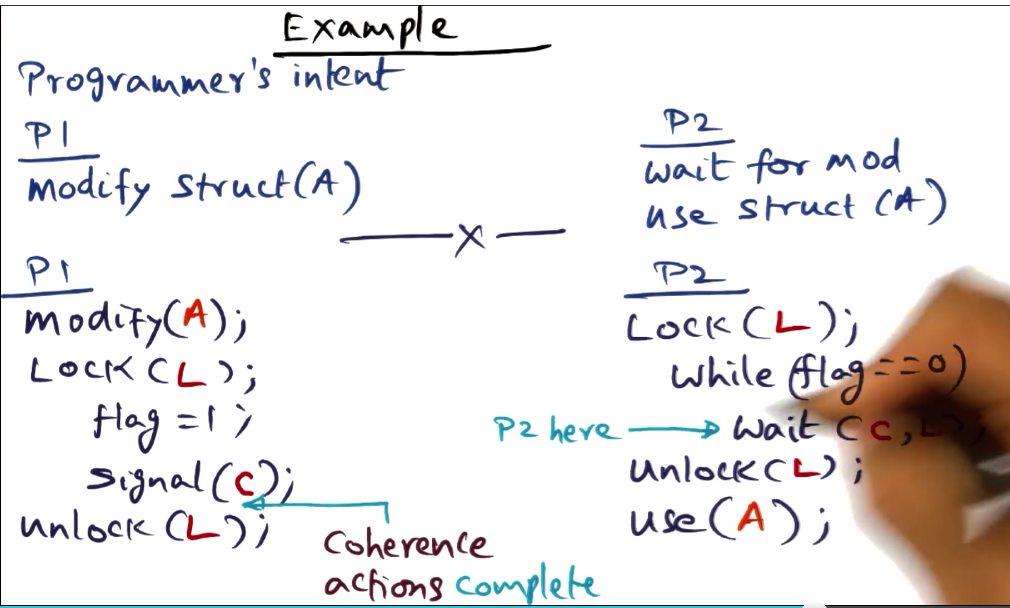 Example
Programmer's intent
P1
modify struct(A)
P2
wait for mod
use struct (A)
x
P1
modify(A);
Lock (L);
flag = 1;
signal(c);
unlock (L);
Coherence
actions complete
P2
Lock (L);
while (flag==0)
P2 here → wait (c, L);
unlock(L);
use(A);